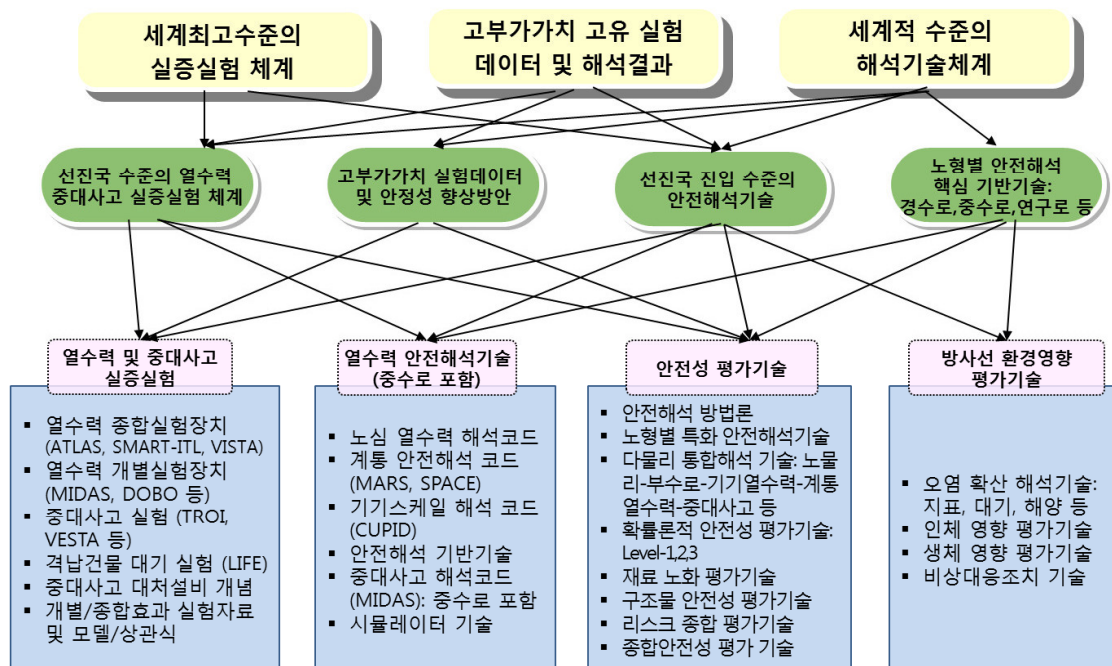 세계최고수준의
실증실험 체계
고부가가치 고유 실험
데이터 및 해석결과
세계적 수준의
해석기술체계
선진국 수준의 열수력
중대사고 실증실험 체계
고부가가치 실험데이터
및 안정성 향상방안
선진국 진입 수준의
안전해석기술
노형별 안전해석
핵심 기반기술:
경수로,중수로,연구로 등
열수력 및 중대사고
실증실험
▪ 열수력 종합실험장치
(ATLAS, SMART-ITL, VISTA)
▪ 열수력 개별실험장치
(MIDAS, DOBO 등)
▪ 중대사고 실험 (TROI,
VESTA 등)
▪ 격납건물 대기 실험 (LIFE)
▪ 중대사고 대처설비 개념
▪ 개별/종합효과 실험자료
및 모델/상관식
열수력 안전해석기술
(중수로 포함)
▪ 노심 열수력 해석코드
▪ 계통 안전해석 코드
(MARS, SPACE)
▪ 기기스케일 해석 코드
(CUPID)
▪ 안전해석 기반기술
▪ 중대사고 해석코드
(MIDAS): 중수로 포함
▪ 시뮬레이터 기술
안전성 평가기술
▪ 안전해석 방법론
▪ 노형별 특화 안전해석기술
▪ 다물리 통합해석 기술: 노물
리-부수로-기기열수력-계통
열수력-중대사고 등
▪ 확률론적 안전성 평가기술:
Level-1,2,3
▪ 재료 노화 평가기술
▪ 구조물 안전성 평가기술
▪ 리스크 종합 평가기술
▪ 종합안전성 평가 기술
방사선 환경영향
평가기술
▪ 오염 확산 해석기술:
지표, 대기, 해양 등
▪ 인체 영향 평가기술
▪ 생체 영향 평가기술
▪ 비상대응조치 기술